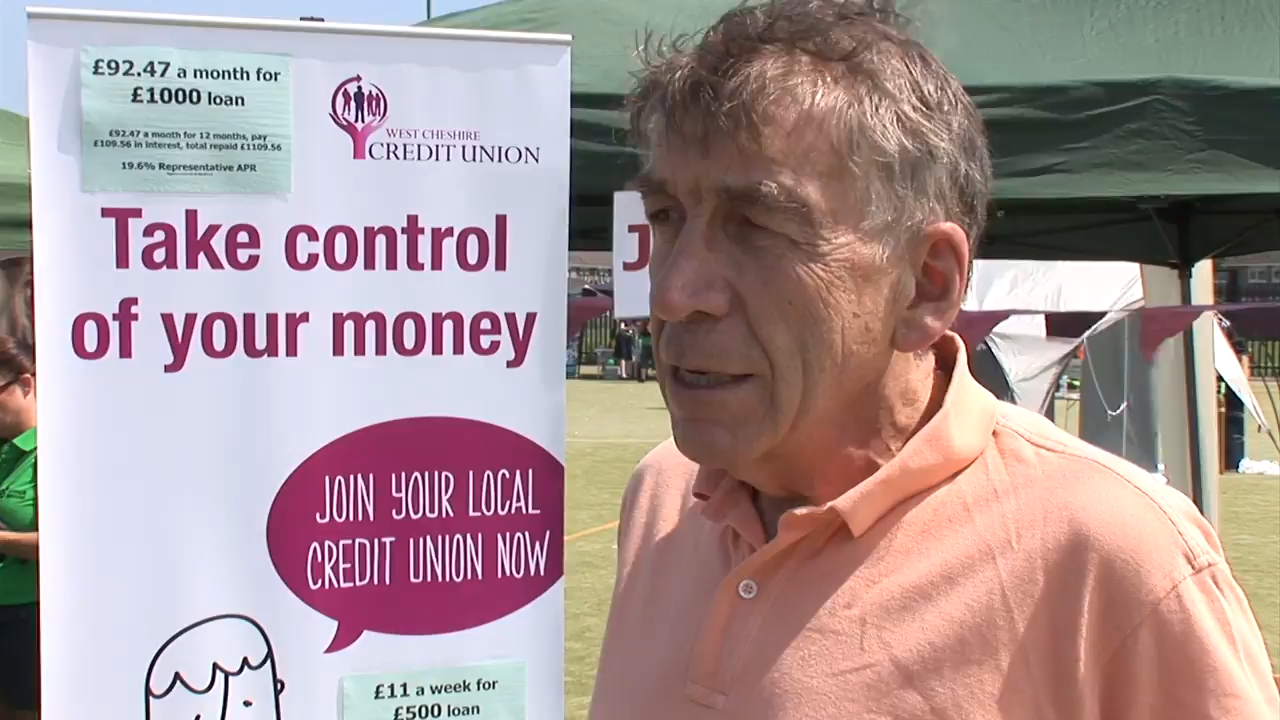 £92.47 a month for
£1000 loan
£92.47 a month for 12 months, pay
£109.56 in interest, total repaid £1109.56
19.6% Representative APR
WEST CHESHIRE
CREDIT UNION
Take control
of your money
J
JOIN YOUR LOCAL
CREDIT UNION NOW
£11 a week for
£500 loan